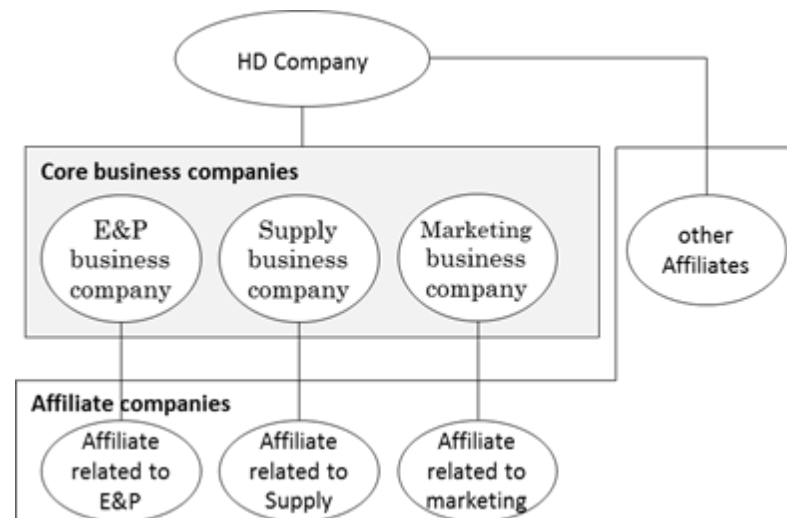 HD Company
Core business companies
E&P
business
company
Supply
business
company
Marketing
business
company
other
Affiliates
Affiliate companies
Affiliate
related to
E&P
Affiliate
related to
Supply
Affiliate
related to
marketing